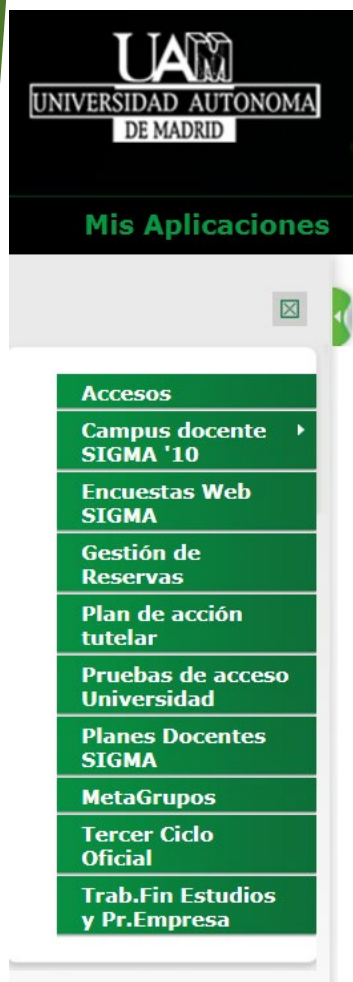 UAM
UNIVERSIDAD AUTONOMA
DE MADRID
Mis Aplicaciones
Accesos
Campus docente
SIGMA '10
Encuestas Web
SIGMA
Gestión de
Reservas
Plan de acción
tutelar
Pruebas de acceso
Universidad
Planes Docentes
SIGMA
MetaGrupos
Tercer Ciclo
Oficial
Trab.Fin Estudios
y Pr.Empresa